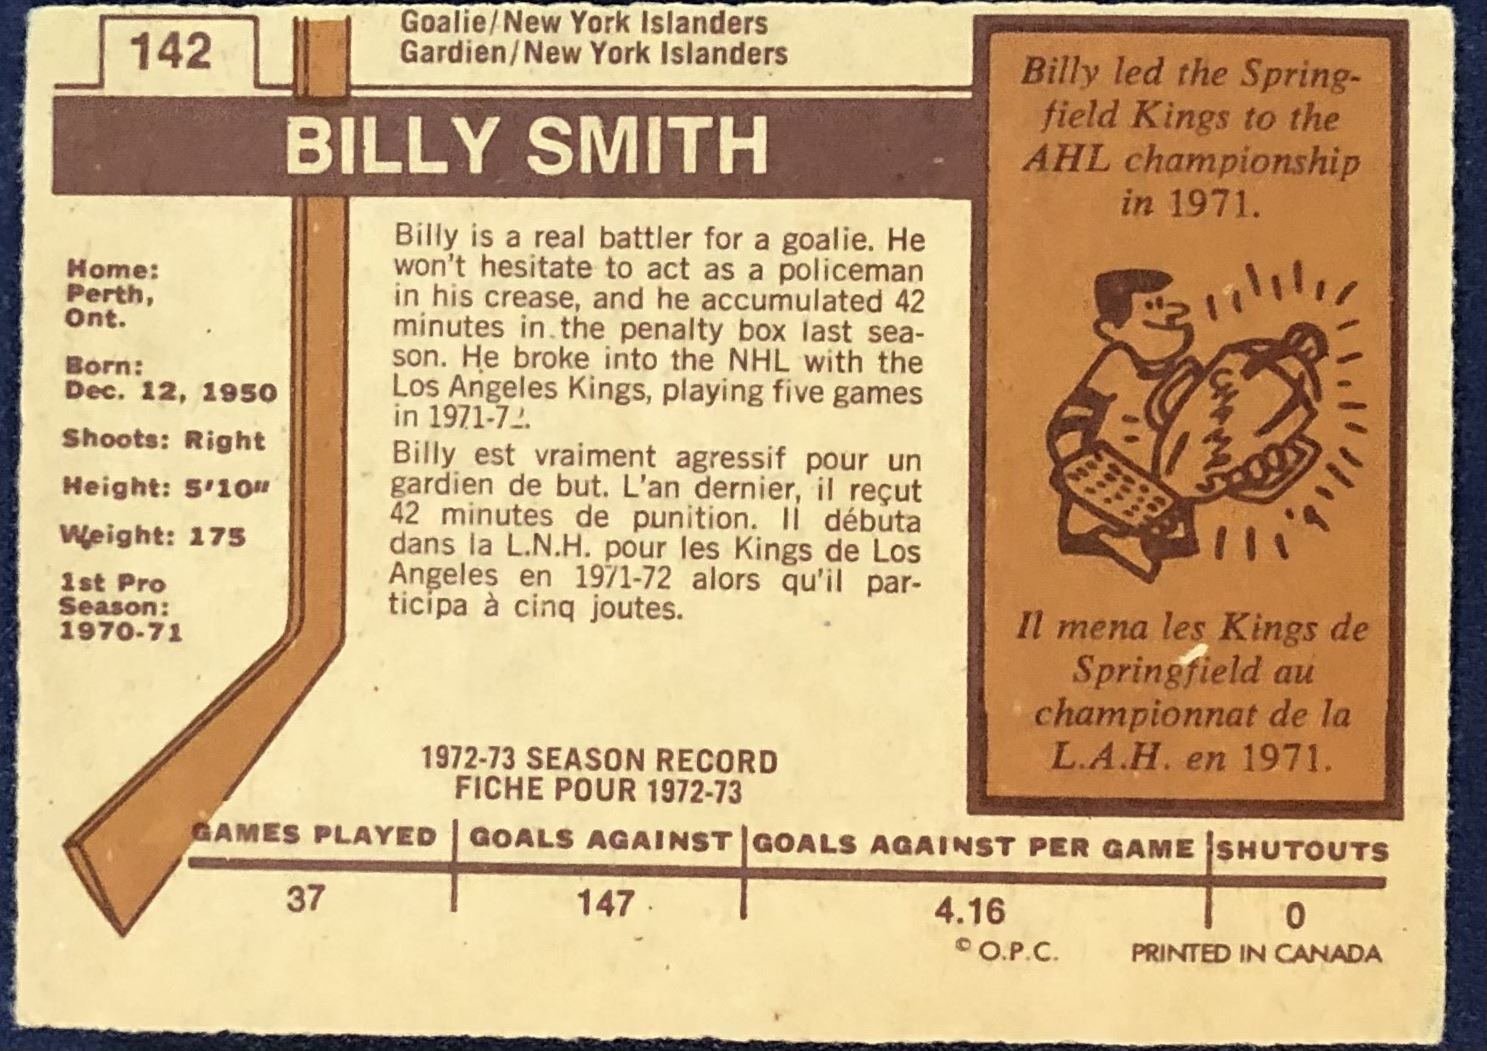 142
Goalie/New York Islanders
Gardien/New York Islanders
BILLY SMITH
Home:
Perth,
Ont.
Born:
Dec. 12, 1950
Shoots: Right
Height: 5'10"
Weight: 175
1st Pro
Season:
1970-71
Billy is a real battler for a goalie. He
won't hesitate to act as a policeman
in his crease, and he accumulated 42
minutes in the penalty box last sea-
son. He broke into the NHL with the
Los Angeles Kings, playing five games
in 1971-72.
Billy est vraiment agressif pour un
gardien de but. L'an dernier, il reçut
42 minutes de punition. Il débuta
dans la L.N.H. pour les Kings de Los
Angeles en 1971-72 alors qu'il par-
ticipa à cinq joutes.
Billy led the Spring-
field Kings to the
AHL championship
in 1971.
Il mena les Kings de
Springfield au
championnat de la
L.A.H. en 1971.
1972-73 SEASON RECORD
FICHE POUR 1972-73
GAMES PLAYED GOALS AGAINST GOALS AGAINST PER GAME SHUTOUTS
37 147 4.16 0
© O.P.C. PRINTED IN CANADA